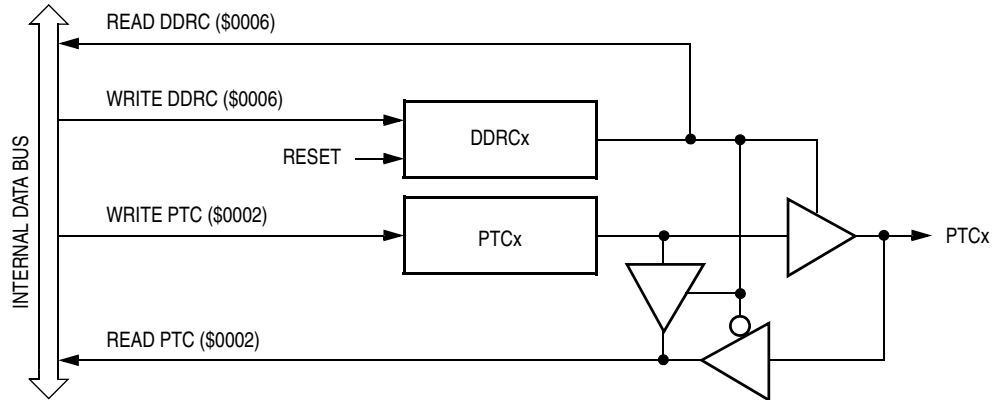 READ DDRC ($0006)
WRITE DDRC ($0006)
DDRCx
RESET
WRITE PTC ($0002)
PTCx
PTCx
READ PTC ($0002)
INTERNAL DATA BUS